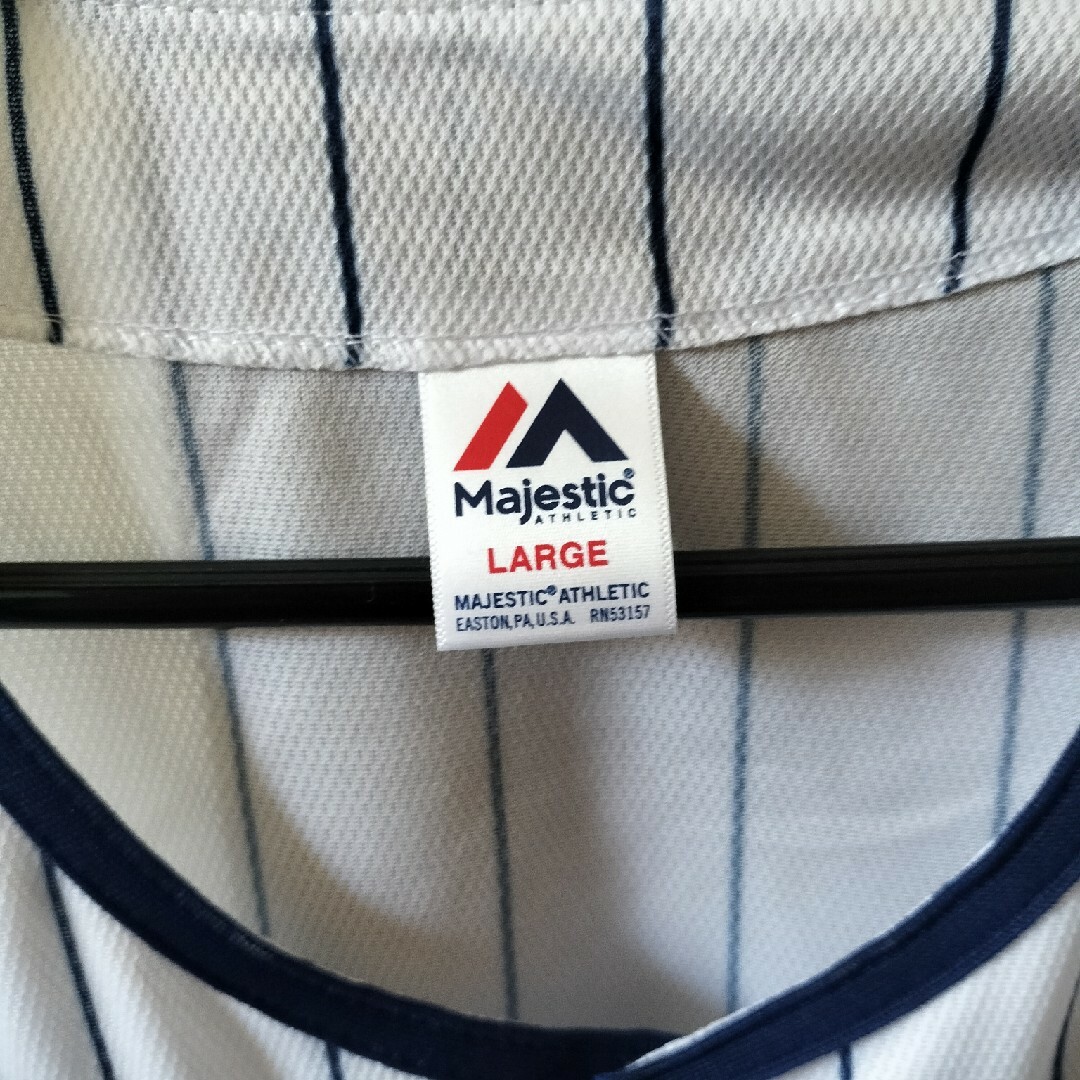 Majestic®
ATHLETIC
LARGE
MAJESTIC® ATHLETIC
EASTON, PA, U.S.A. RN53157